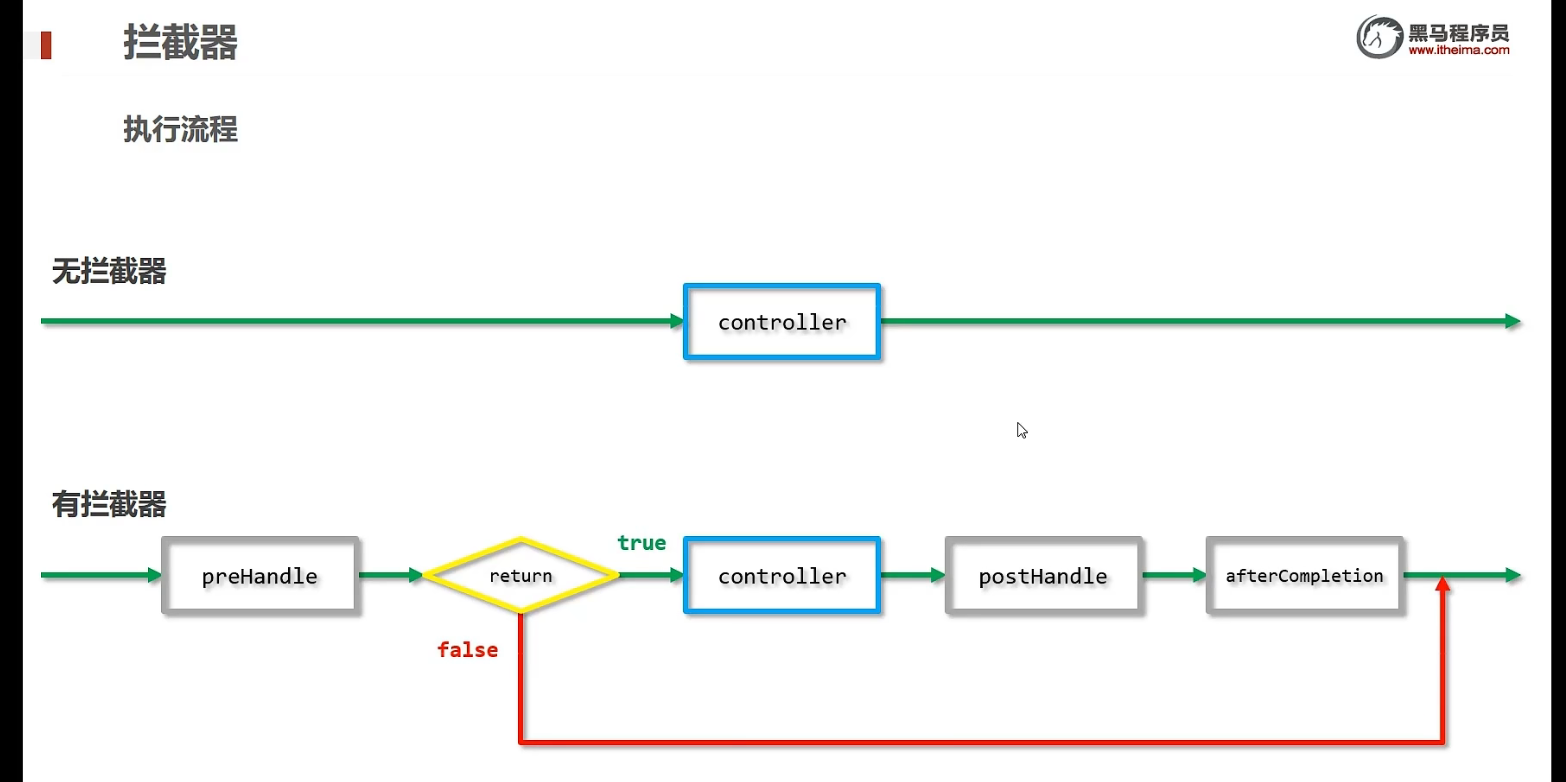 拦截器
黑马程序员
www.itheima.com
执行流程
无拦截器
controller
有拦截器
preHandle
return
true
controller
postHandle
afterCompletion
false